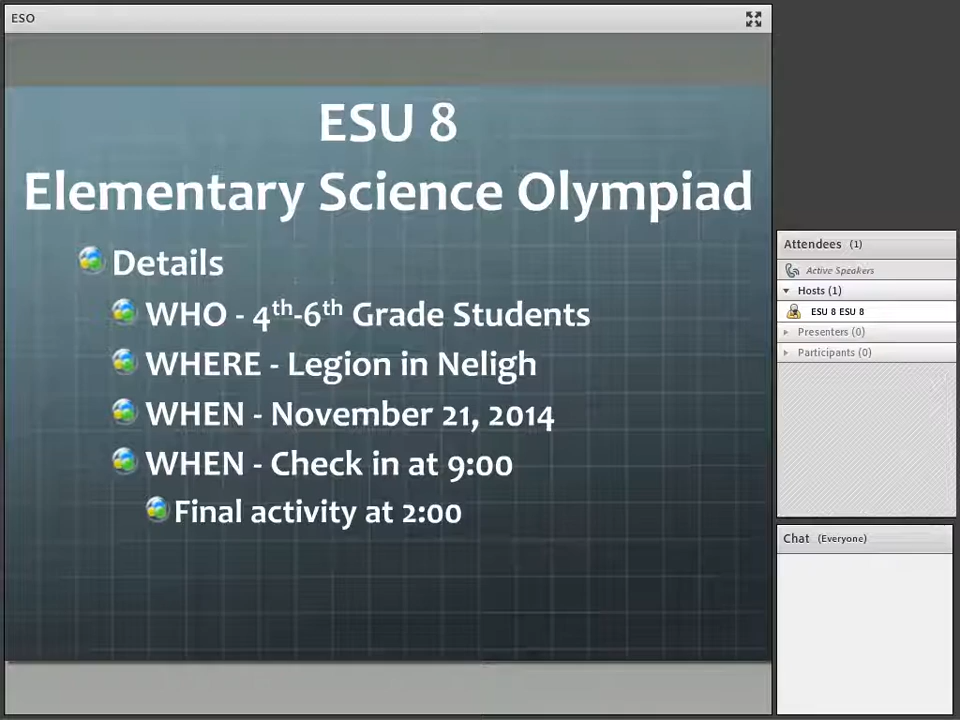 ESO
ESU 8
Elementary Science Olympiad
Details
WHO - 4th-6th Grade Students
WHERE - Legion in Neligh
WHEN - November 21, 2014
WHEN - Check in at 9:00
Final activity at 2:00
Attendees (1)
Active Speakers
Hosts (1)
ESU 8 ESU 8
Presenters (0)
Participants (0)
Chat (Everyone)